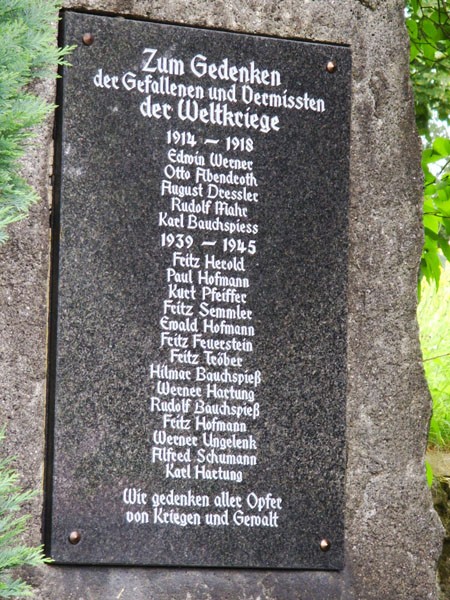 Zum Gedenken
der Gefallenen und Vermissten
der Weltkriege
1914 – 1918
Edwin Werner
Otto Abendroth
August Dressler
Rudolf Mahr
Karl Bauchspiess
1939 – 1945
Fritz Herold
Paul Hofmann
Kurt Pfeiffer
Fritz Semmler
Ewald Hofmann
Fritz Feuerstein
Fritz Tröber
Hilmar Bauchspieß
Werner Hartung
Rudolf Bauchspieß
Fritz Hofmann
Werner Ungelenk
Alfred Schumann
Karl Hartung
Wir gedenken aller Opfer
von Kriegen und Gewalt